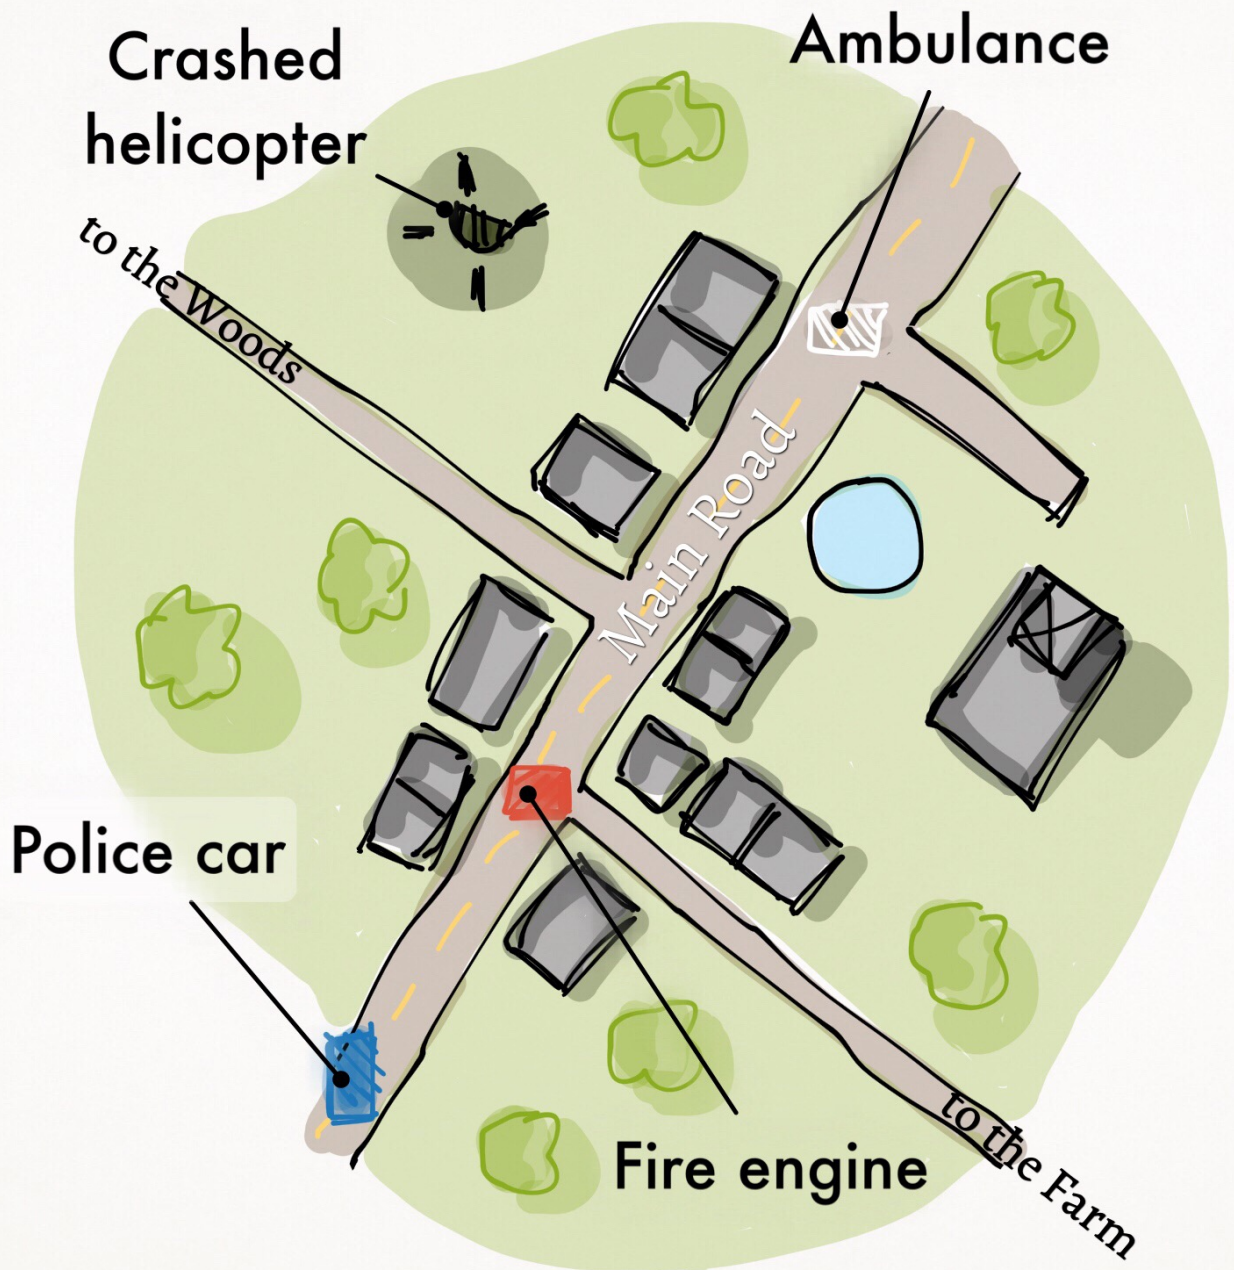 Crashed
helicopter
Ambulance
to the Woods
Main Road
Police car
Fire engine
to the Farm